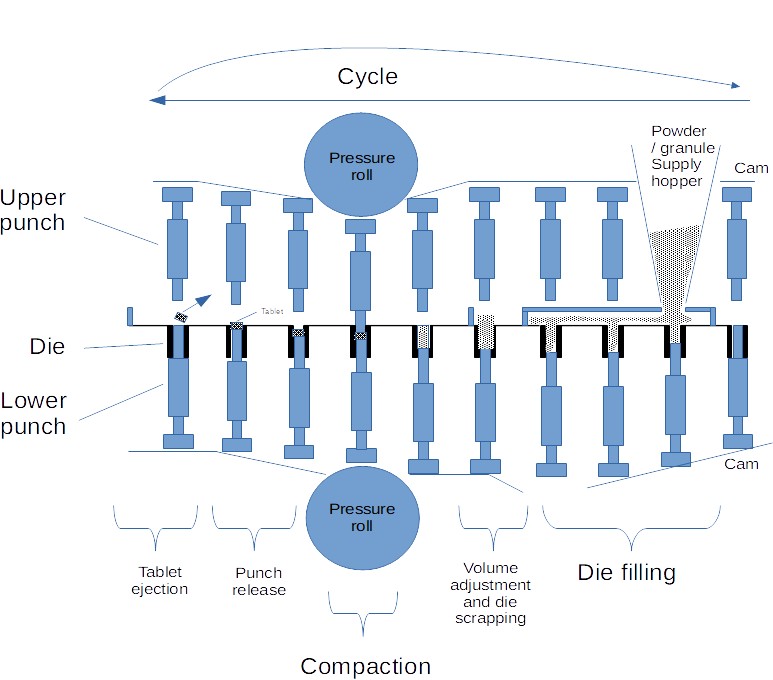 Cycle
Powder
/ granule
Supply
hopper
Cam
Pressure
roll
Upper
punch
Tablet
Die
Lower
punch
Cam
Pressure
roll
Tablet
ejection
Punch
release
Volume
adjustment
and die
scrapping
Die filling
Compaction